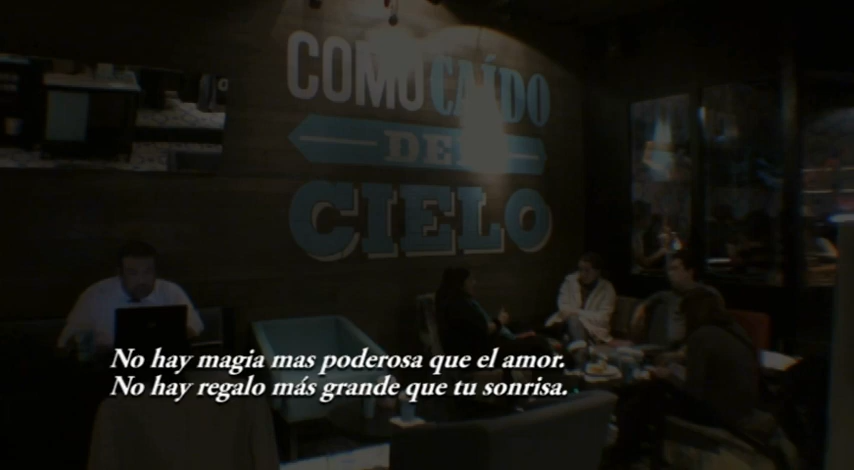 COMO CAÍDO
DEL
CIELO
No hay magia mas poderosa que el amor.
No hay regalo más grande que tu sonrisa.